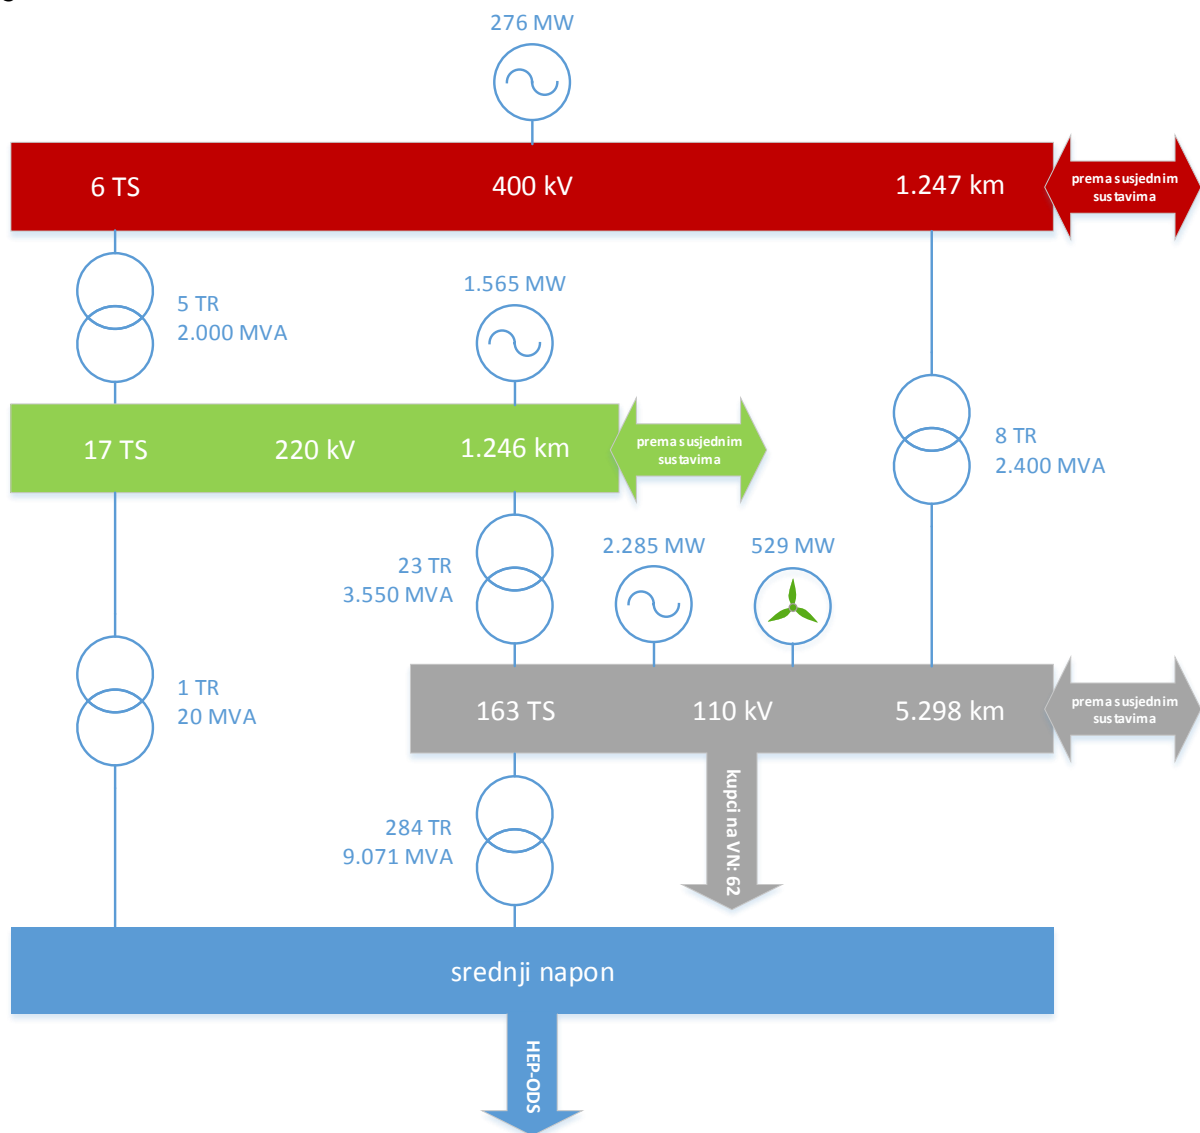 276 MW
6 TS
400 kV
1.247 km
prema susjednim
sustavima
5 TR
2.000 MVA
1.565 MW
17 TS
220 kV
1.246 km
prema susjednim
sustavima
8 TR
2.400 MVA
23 TR
3.550 MVA
2.285 MW
529 MW
1 TR
20 MVA
163 TS
110 kV
5.298 km
prema susjednim
sustavima
kupci na VN: 62
284 TR
9.071 MVA
srednji napon
HEP-ODS